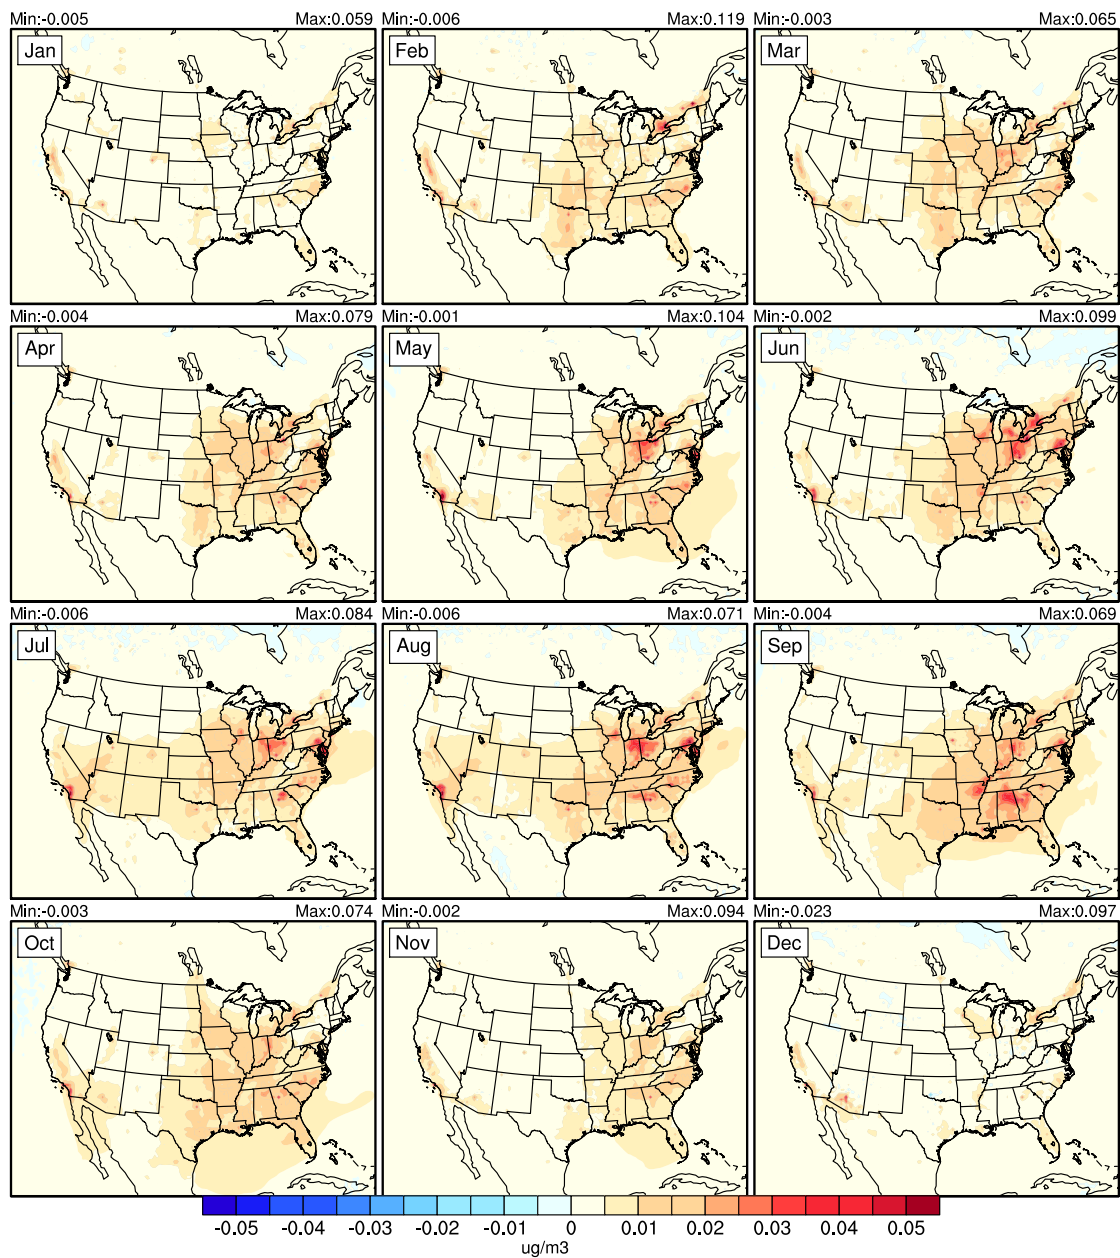 Min:-0.005 Max:0.059 Min:-0.006 Max:0.119 Min:-0.003 Max:0.065
Jan Feb Mar
Min:-0.004 Max:0.079 Min:-0.001 Max:0.104 Min:-0.002 Max:0.099
Apr May Jun
Min:-0.006 Max:0.084 Min:-0.006 Max:0.071 Min:-0.004 Max:0.069
Jul Aug Sep
Min:-0.003 Max:0.074 Min:-0.002 Max:0.094 Min:-0.023 Max:0.097
Oct Nov Dec
-0.05 -0.04 -0.03 -0.02 -0.01 0 0.01 0.02 0.03 0.04 0.05
ug/m3